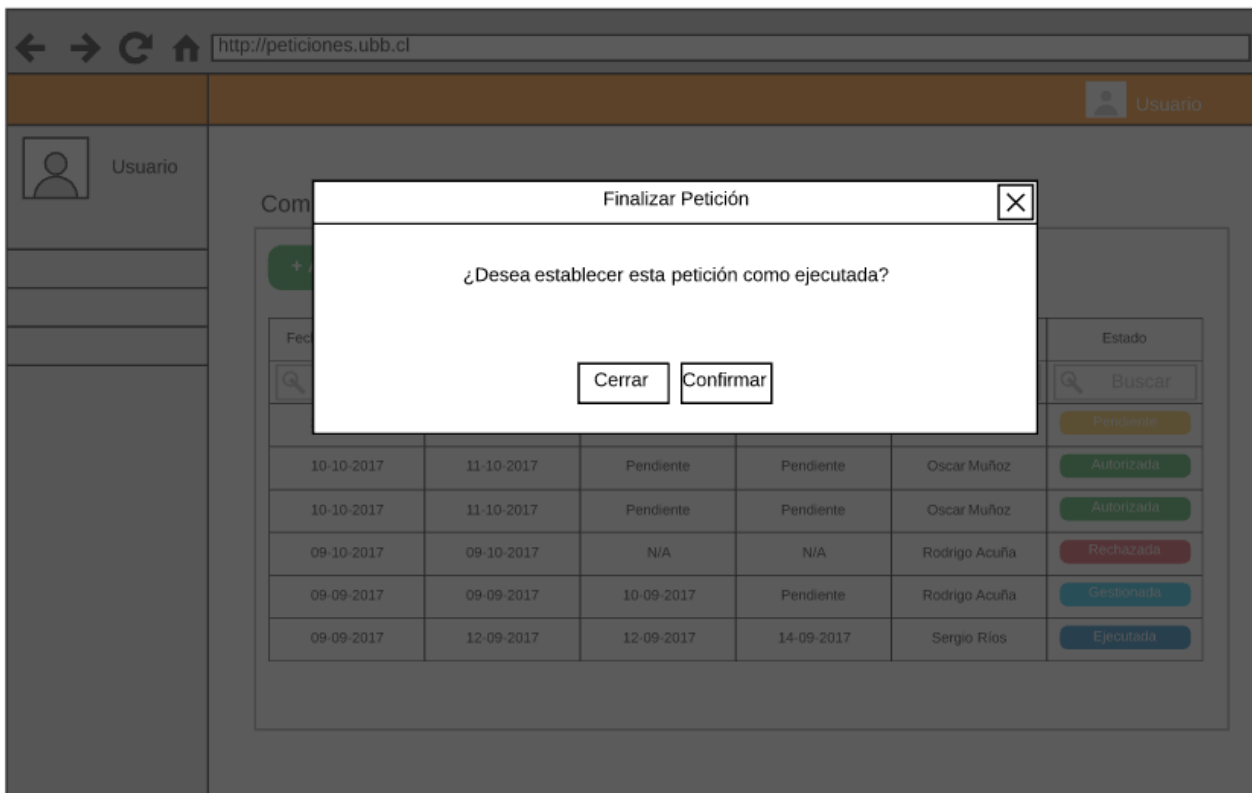 http://peticiones.ubb.cl
Usuario
Usuario
Com
Finalizar Petición
+
¿Desea establecer esta petición como ejecutada?
Fec
Estado
Cerrar
Confirmar
Buscar
Pendiente
10-10-2017 11-10-2017 Pendiente Pendiente Oscar Muñoz Autorizada
10-10-2017 11-10-2017 Pendiente Pendiente Oscar Muñoz Autorizada
09-10-2017 09-10-2017 N/A N/A Rodrigo Acuña Rechazada
09-09-2017 09-09-2017 10-09-2017 Pendiente Rodrigo Acuña Gestionada
09-09-2017 12-09-2017 12-09-2017 14-09-2017 Sergio Ríos Ejecutada